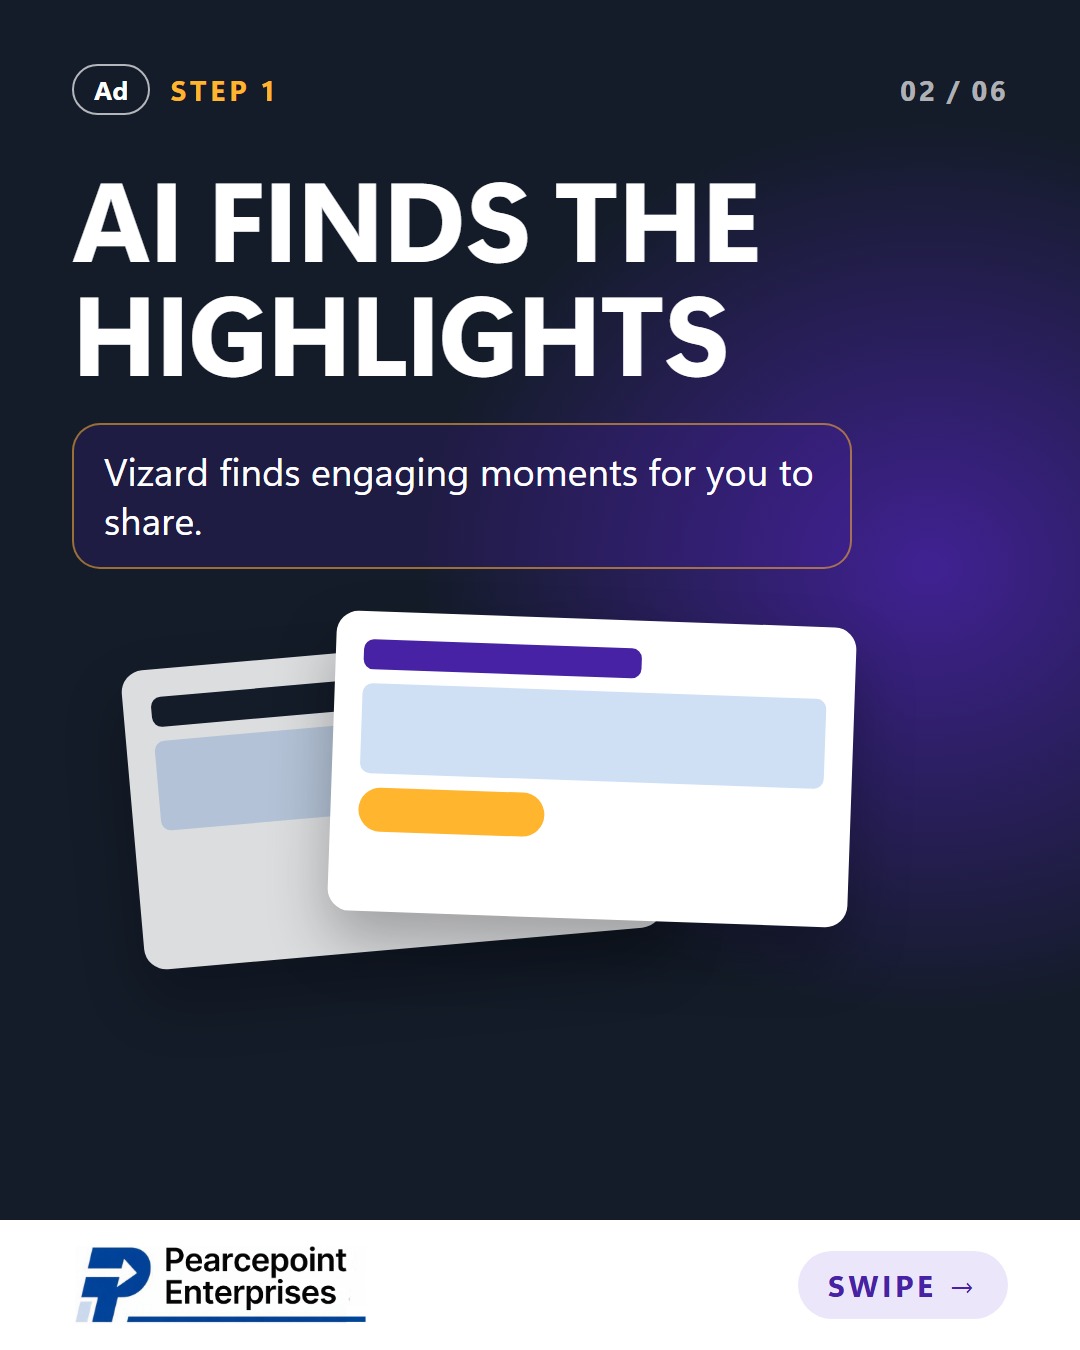 Ad STEP 1
02 / 06
AI FINDS THE
HIGHLIGHTS
Vizard finds engaging moments for you to
share.
Pearcepoint
Enterprises
SWIPE →